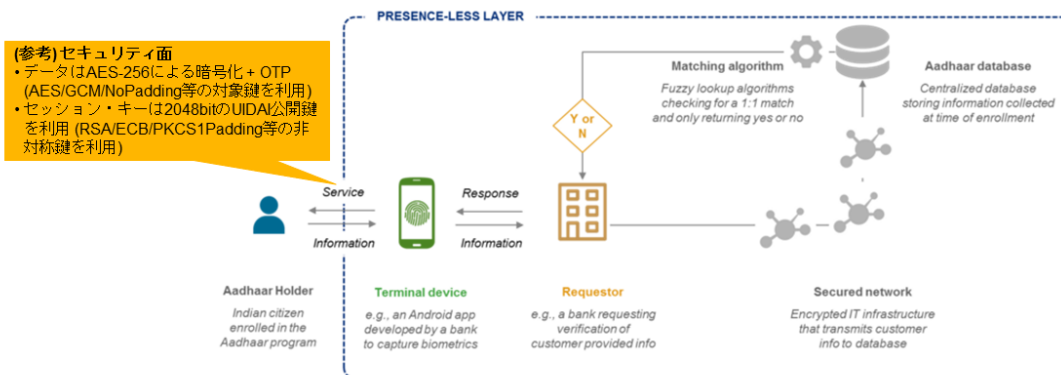 PRESENCE-LESS LAYER
(参考) セキュリティ面
• データはAES-256による暗号化 + OTP
(AES/GCM/NoPadding等の対象鍵を利用)
• セッション・キーは2048bitのUIDAI公開鍵
を利用 (RSA/ECB/PKCS1Padding等の非
対称鍵を利用)
Matching algorithm
Fuzzy lookup algorithms
checking for a 1:1 match
and only returning yes or no
Aadhaar database
Centralized database
storing information collected
at time of enrollment
Y or
N
Service
Information
Response
Information
Aadhaar Holder
Indian citizen
enrolled in the
Aadhaar program
Terminal device
e.g., an Android app
developed by a bank
to capture biometrics
Requestor
e.g., a bank requesting
verification of
customer provided info
Secured network
Encrypted IT infrastructure
that transmits customer
info to database